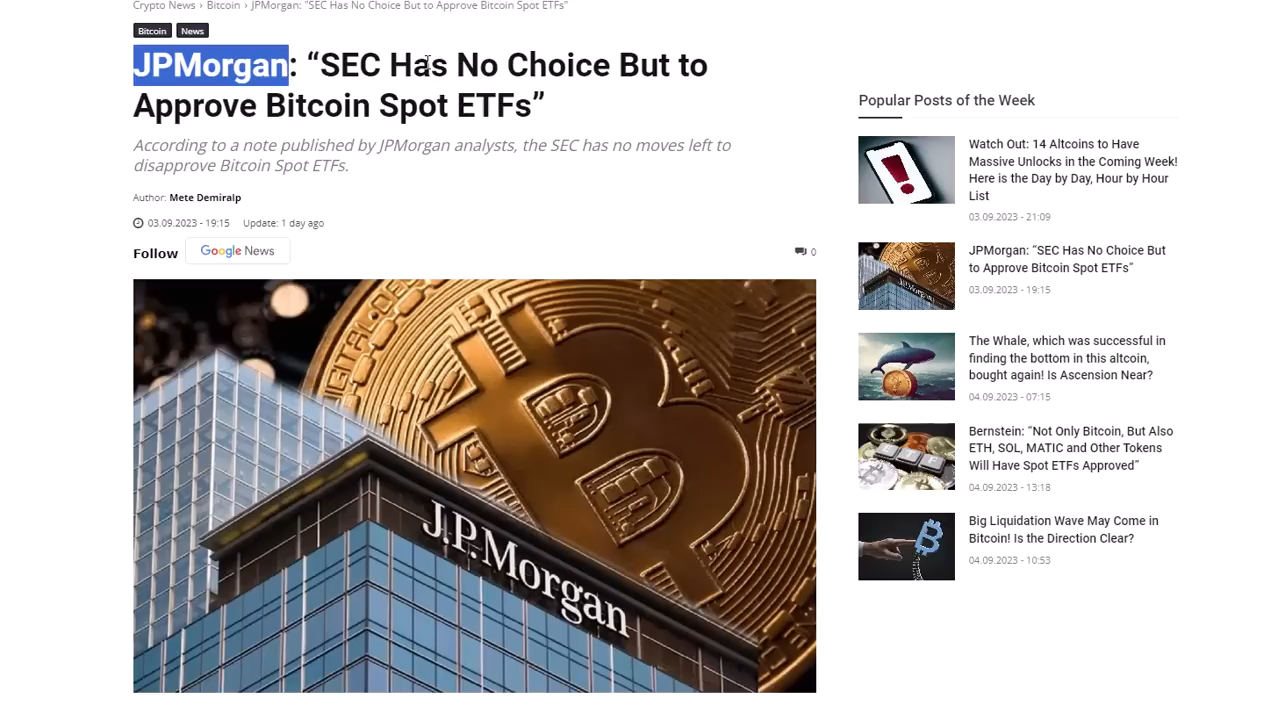 Crypto News › Bitcoin › JPMorgan: "SEC Has No Choice But to Approve Bitcoin Spot ETFs"
Bitcoin News
JPMorgan: “SEC Has No Choice But to
Approve Bitcoin Spot ETFs”
According to a note published by JPMorgan analysts, the SEC has no moves left to
disapprove Bitcoin Spot ETFs.
Author: Mete Demiralp
03.09.2023 - 19:15 Update: 1 day ago
Follow Google News
0
DIGITAL
J.P.Morgan
Popular Posts of the Week
Watch Out: 14 Altcoins to Have
Massive Unlocks in the Coming Week!
Here is the Day by Day, Hour by Hour
List
03.09.2023 - 21:09
JPMorgan: “SEC Has No Choice But
to Approve Bitcoin Spot ETFs”
03.09.2023 - 19:15
The Whale, which was successful in
finding the bottom in this altcoin,
bought again! Is Ascension Near?
04.09.2023 - 07:15
Bernstein: “Not Only Bitcoin, But Also
ETH, SOL, MATIC and Other Tokens
Will Have Spot ETFs Approved”
04.09.2023 - 13:18
Big Liquidation Wave May Come in
Bitcoin! Is the Direction Clear?
04.09.2023 - 10:53